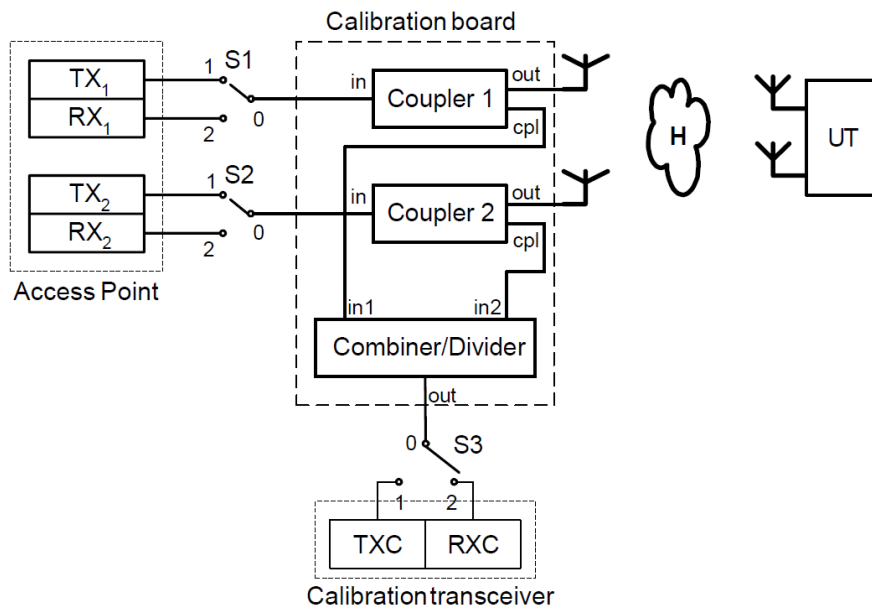 Calibration board
TX1
RX1
1
S1
2
0
in
Coupler 1
out
cpl
H
UT
TX2
RX2
1
S2
2
0
in
Coupler 2
out
cpl
Access Point
in1
in2
Combiner/Divider
out
0
S3
1
2
TXC
RXC
Calibration transceiver